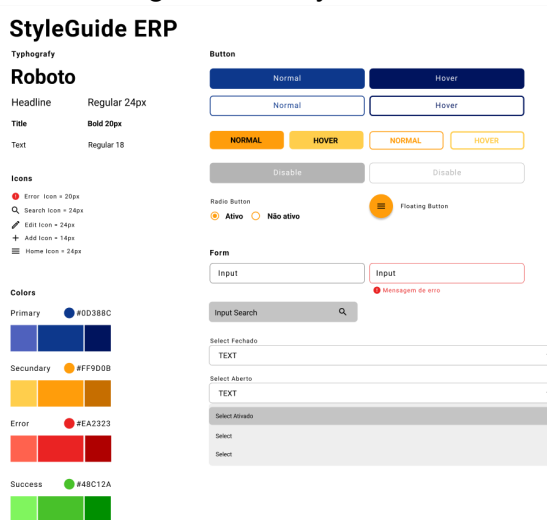 StyleGuide ERP
Typhografy
Roboto
Headline Regular 24px
Title Bold 20px
Text Regular 18
Icons
Error Icon = 20px
Search Icon = 24px
Edit Icon = 24px
Add Icon = 14px
Home Icon = 24px
Colors
Primary #0D388C
Secundary #FF9D0B
Error #EA2323
Success #48C12A
Button
Normal Hover
Normal Hover
NORMAL HOVER NORMAL HOVER
Disable Disable
Radio Button
Ativo Não ativo
Floating Button
Form
Input Input
Mensagem de erro
Input Search
Select Fechado
TEXT
Select Aberto
TEXT
Select Ativado
Select
Select